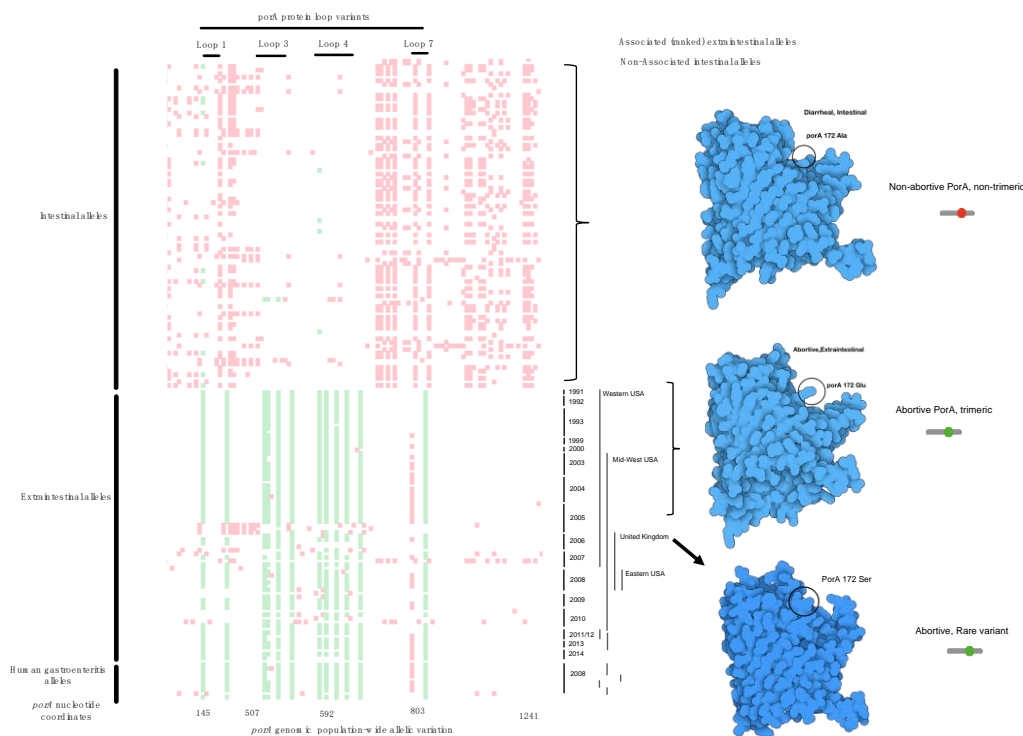 porA protein loop variants
Loop 1
Loop 3
Loop 4
Loop 7
Associated (ranked) extraintestinal alleles
Non-Associated intestinal alleles
Intestinal alleles
Extraintestinal alleles
Human gastroenteritis
alleles
porA nucleotide
coordinates
145
507
592
803
1241
porA genomic population-wide allelic variation
1991
1992
1993
1999
2000
2003
2004
2005
2006
2007
2008
2009
2010
2011/12
2013
2014
2008
Western USA
Mid-West USA
United Kingdom
Eastern USA
Diarrheal, Intestinal
porA 172 Ala
Non-abortive PorA, non-trimeric
Abortive,Extraintestinal
porA 172 Glu
Abortive PorA, trimeric
PorA 172 Ser
Abortive, Rare variant